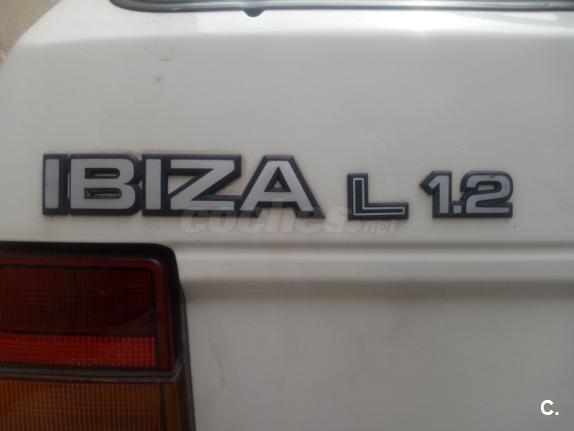 IBIZA L 1.2
coches.net
C.